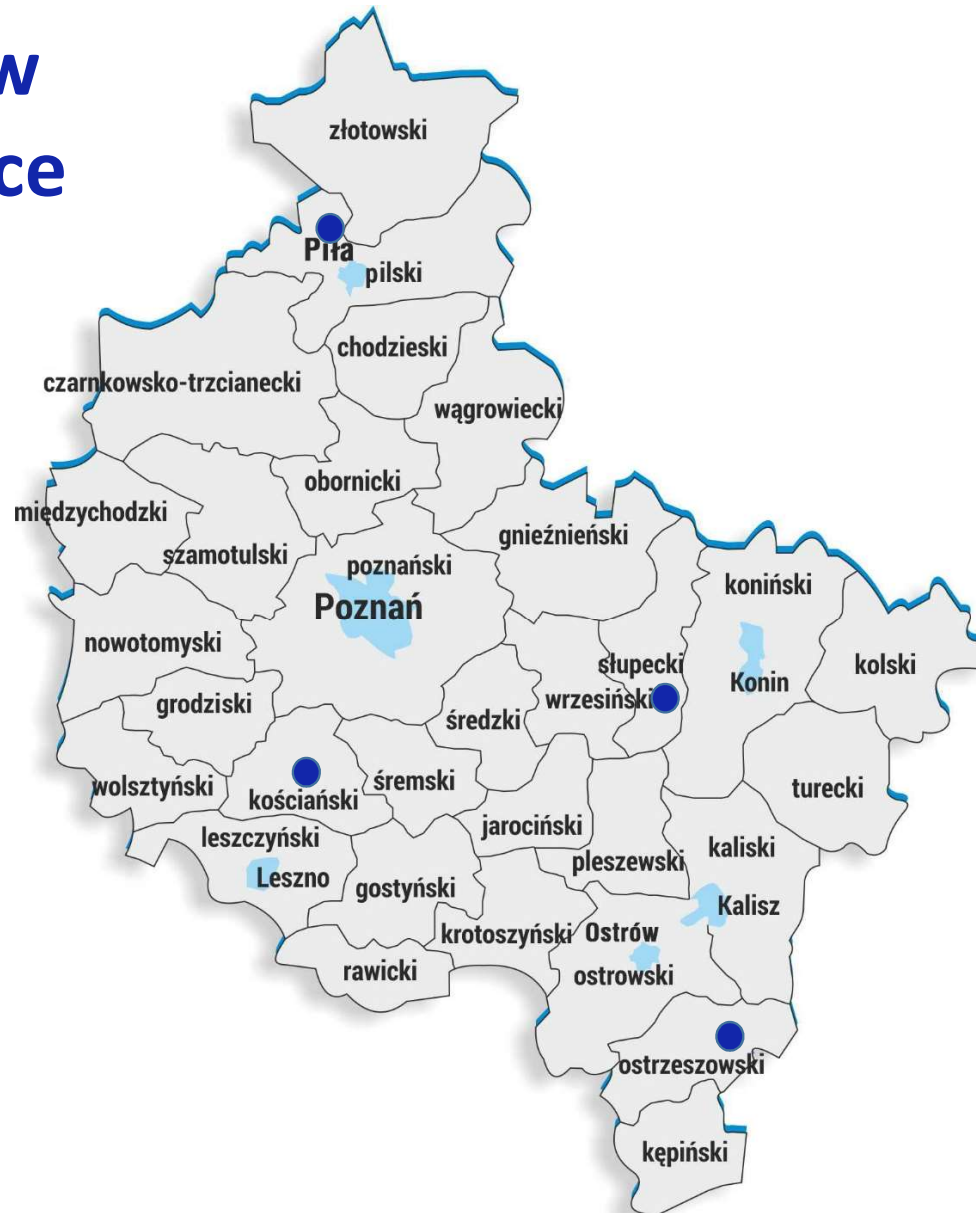 w
ce
złotowski
Piła
pilski
chodzieski
czarnkowsko-trzcianecki
wągrowiecki
obornicki
międzychodzki
gnieźnieński
szamotulski
poznański
koniński
Poznań
nowotomyski
słupecki
kolski
Konin
wrzesiński
grodziski
średzki
wolsztyński
śremski
turecki
kościański
jarociński
leszczyński
kaliski
pleszewski
Leszno
gostyński
Kalisz
krotoszyński
Ostrów
rawicki
ostrowski
ostrzeszowski
kępiński